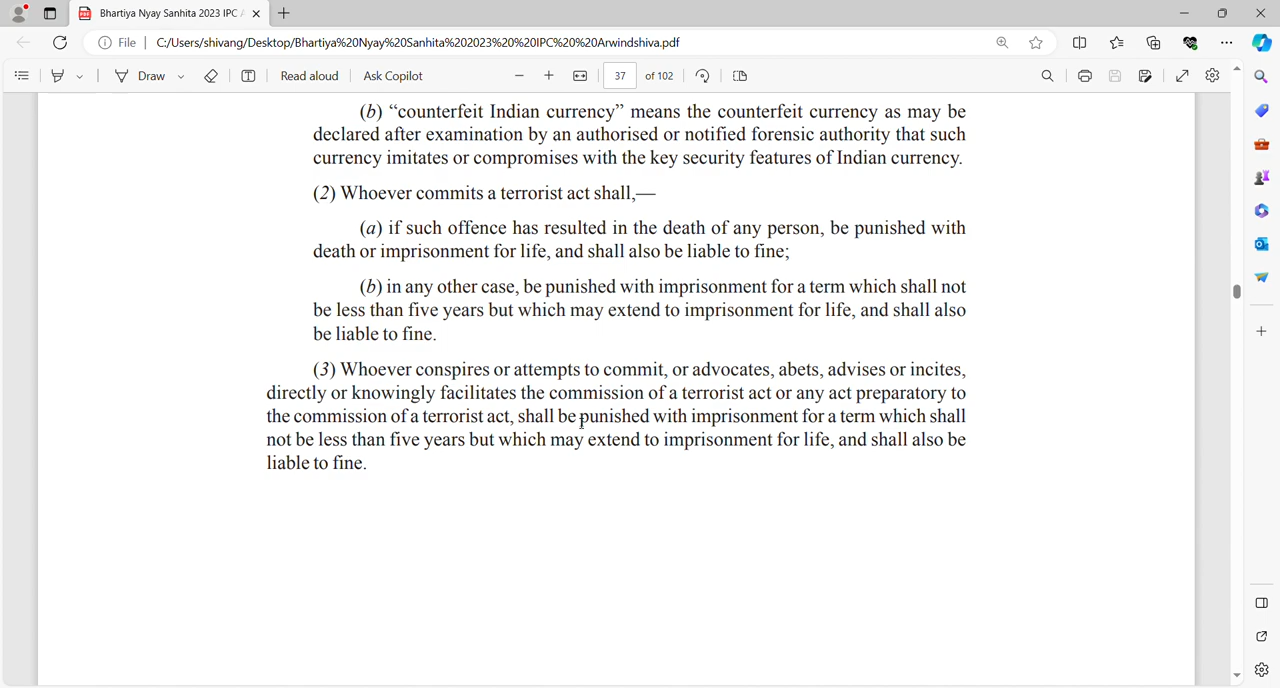 Bhartiya Nyay Sanhita 2023 IPC
File
C:/Users/shivang/Desktop/Bhartiya%20Nyay%20Sanhita%202023%20%20IPC%20%20Arwindshiva.pdf
Draw
Read aloud
Ask Copilot
37
of 102
(b) “counterfeit Indian currency” means the counterfeit currency as may be
declared after examination by an authorised or notified forensic authority that such
currency imitates or compromises with the key security features of Indian currency.
(2) Whoever commits a terrorist act shall,—
(a) if such offence has resulted in the death of any person, be punished with
death or imprisonment for life, and shall also be liable to fine;
(b) in any other case, be punished with imprisonment for a term which shall not
be less than five years but which may extend to imprisonment for life, and shall also
be liable to fine.
(3) Whoever conspires or attempts to commit, or advocates, abets, advises or incites,
directly or knowingly facilitates the commission of a terrorist act or any act preparatory to
the commission of a terrorist act, shall be punished with imprisonment for a term which shall
not be less than five years but which may extend to imprisonment for life, and shall also be
liable to fine.